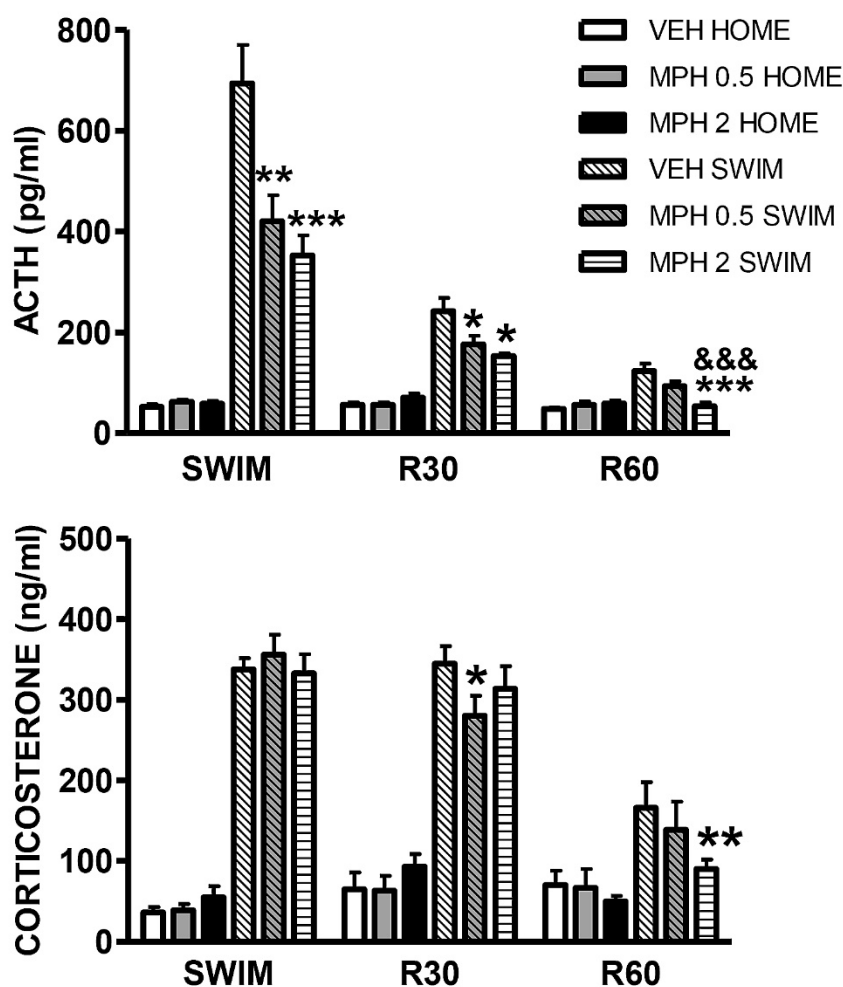 800
600
400
200
0
ACTH (pg/ml)
VEH HOME
MPH 0.5 HOME
MPH 2 HOME
VEH SWIM
MPH 0.5 SWIM
MPH 2 SWIM
**
***
*
*
&&&
***
SWIM R30 R60
500
400
300
200
100
0
CORTICOSTERONE (ng/ml)
*
**
SWIM R30 R60